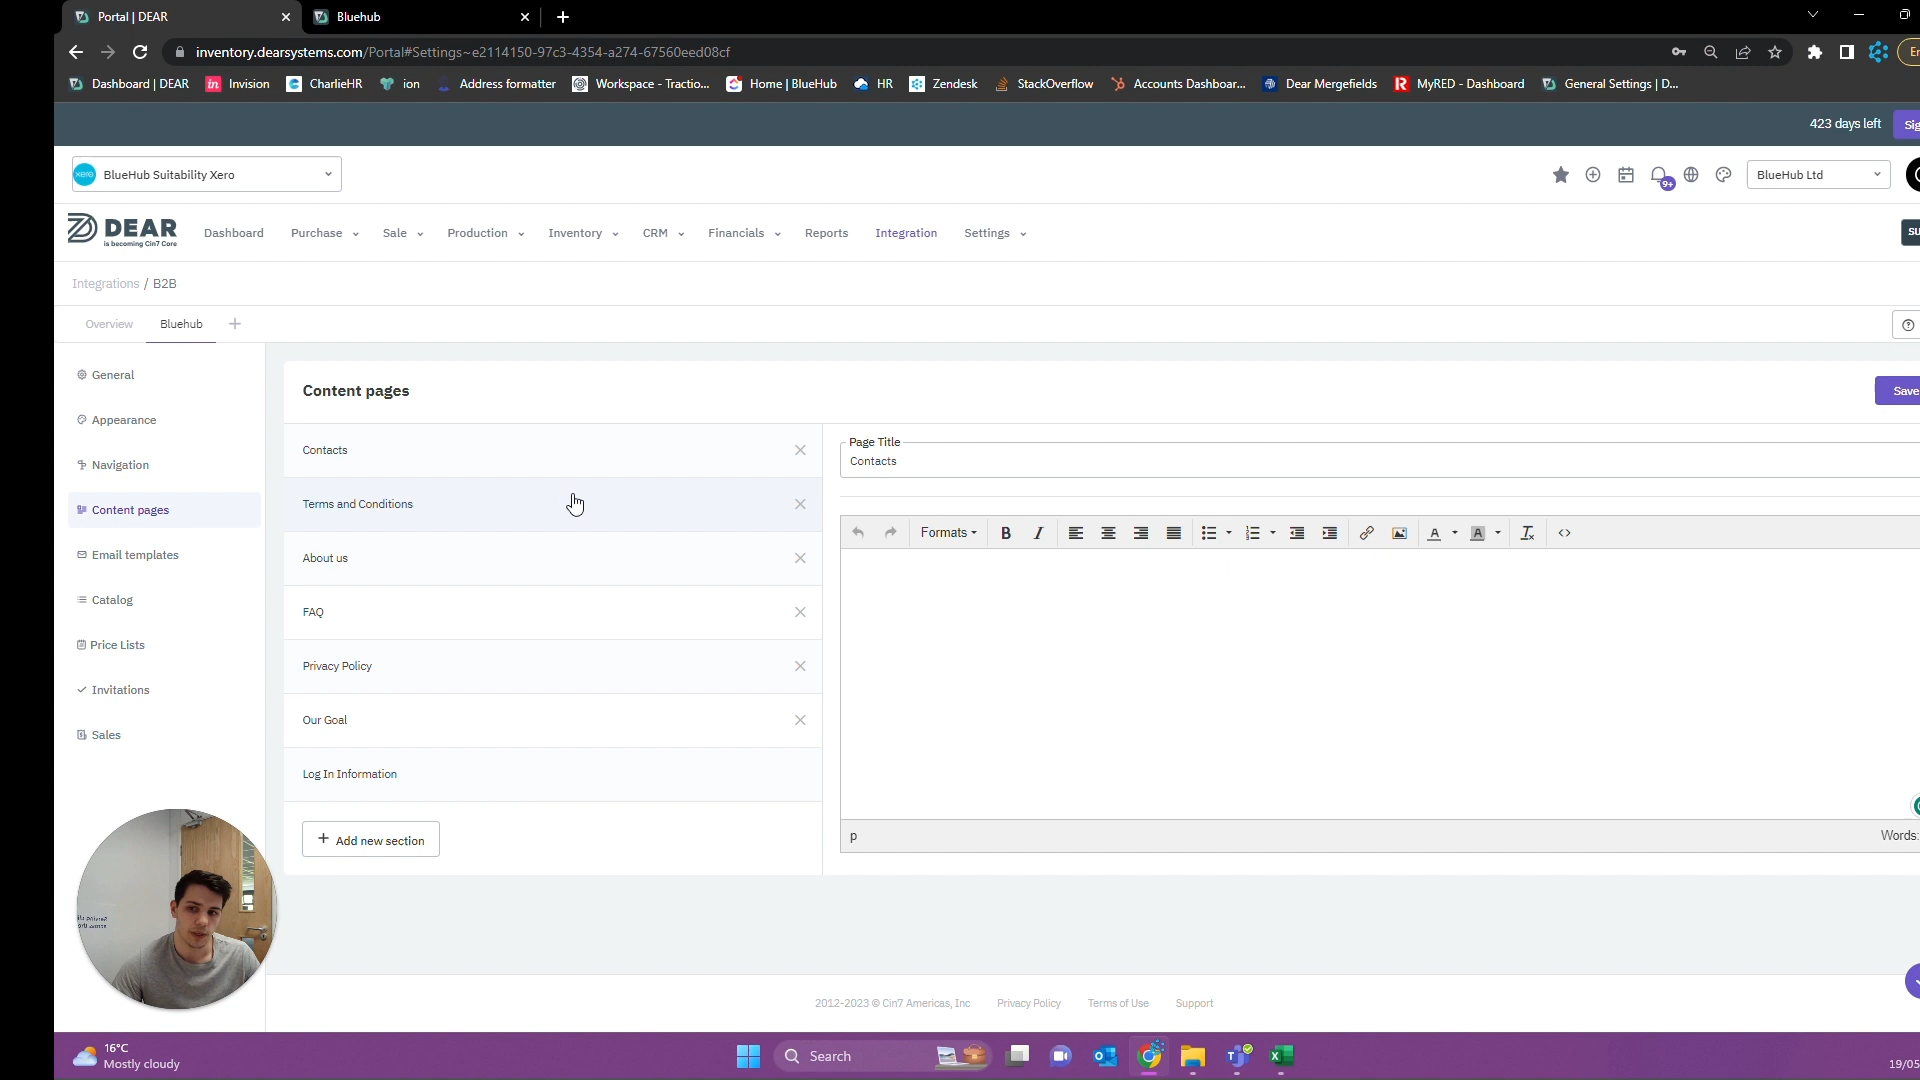 Portal | DEAR
Bluehub
inventory.dearsystems.com/Portal#Settings~e2114150-97c3-4354-a274-67560eed08cf
Dashboard | DEAR
in Invision
CharlieHR
ion
Address formatter
Workspace - Tractio...
Home | BlueHub
HR
Zendesk
StackOverflow
Accounts Dashboar...
Dear Mergefields
MyRED - Dashboard
General Settings | D...
423 days left
Sig
xero BlueHub Suitability Xero
9+
BlueHub Ltd
DEAR
is becoming Cin7 Core
Dashboard
Purchase
Sale
Production
Inventory
CRM
Financials
Reports
Integration
Settings
SU
Integrations / B2B
Overview
Bluehub
General
Appearance
Navigation
Content pages
Email templates
Catalog
Price Lists
Invitations
Sales
Content pages
Save
Contacts
Terms and Conditions
About us
FAQ
Privacy Policy
Our Goal
Log In Information
+ Add new section
Page Title
Contacts
Formats
B
I
A
A
p
Words:
2012-2023 © Cin7 Americas, Inc
Privacy Policy
Terms of Use
Support
16°C
Mostly cloudy
Search
19/05